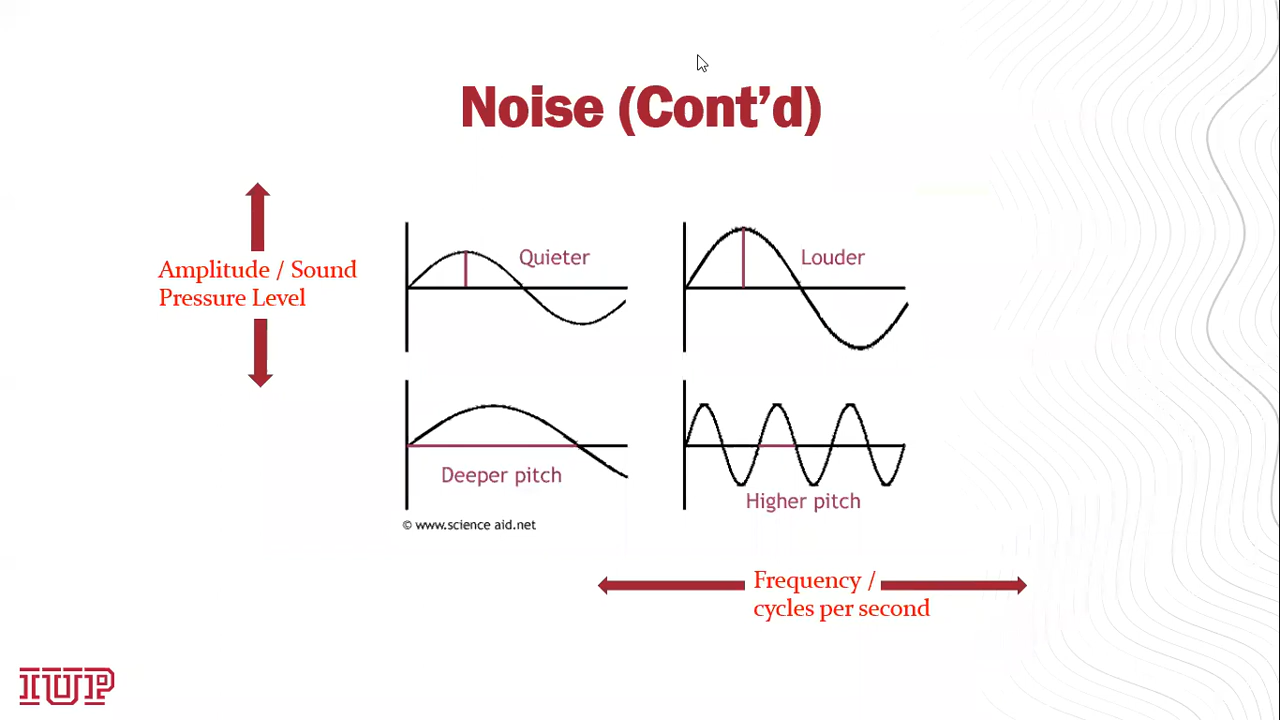 Noise (Cont’d)
Amplitude / Sound
Pressure Level
Quieter
Louder
Deeper pitch
Higher pitch
© www.science aid.net
Frequency /
cycles per second
IUP